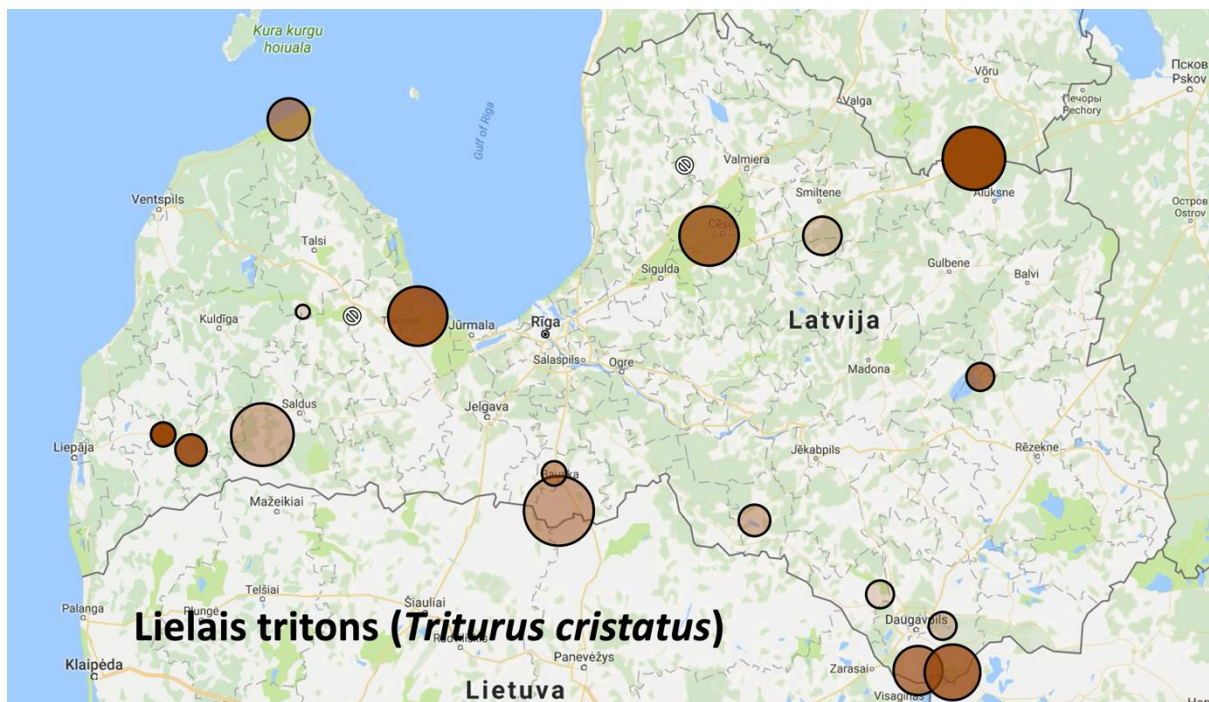 Kura kurgu
hoiuala
Псков
Pskov
Võru
Печоры
Pechory
Valga
Gulf of Riga
Valmiera
Smiltene
Alūksne
Остров
Ostrov
Ventspils
Cēsis
Talsi
Sigulda
Gulbene
Balvi
Kuldīga
Tukums
Jūrmala
Rīga
Latvija
Salaspils
Ogre
Madona
Saldus
Jelgava
Liepāja
Jēkabpils
Rēzekne
Bauska
Mažeikiai
Telšiai
Šiauliai
Palanga
Plungė
Daugavpils
Lielais tritons (Triturus cristatus)
Radviliškis
Panevėžys
Klaipėda
Zarasai
Lietuva
Visaginas